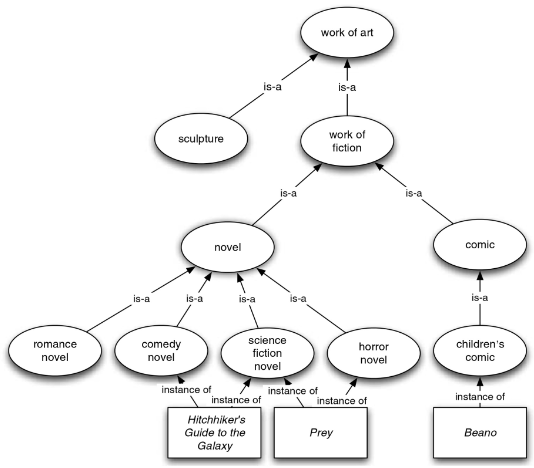 work of art
is-a
is-a
sculpture
work of
fiction
is-a
is-a
novel
comic
is-a
is-a
is-a
is-a
is-a
romance
novel
comedy
novel
science
fiction
novel
horror
novel
children's
comic
instance of
instance of
instance of
instance of
instance of
Hitchhiker's
Guide to the
Galaxy
Prey
Beano